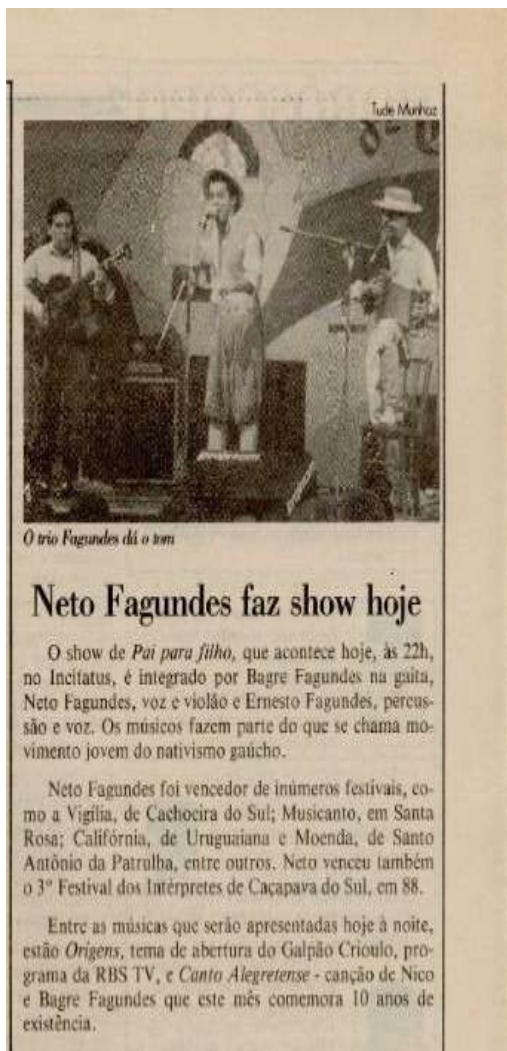 Tude Munhoz
O trio Fagundes dá o tom
Neto Fagundes faz show hoje
O show de Pai para filho, que acontece hoje, às 22h,
no Incitatus, é integrado por Bagre Fagundes na gaita,
Neto Fagundes, voz e violão e Ernesto Fagundes, percus-
são e voz. Os músicos fazem parte do que se chama mo-
vimento jovem do nativismo gaúcho.
Neto Fagundes foi vencedor de inúmeros festivais, co-
mo a Vigília, de Cachoeira do Sul; Musicanto, em Santa
Rosa; Califórnia, de Uruguaiana e Moenda, de Santo
Antônio da Patrulha, entre outros. Neto venceu também
o 3º Festival dos Intérpretes de Caçapava do Sul, em 88.
Entre as músicas que serão apresentadas hoje à noite,
estão Origens, tema de abertura do Galpão Crioulo, pro-
grama da RBS TV, e Canto Alegretense - canção de Nico
e Bagre Fagundes que este mês comemora 10 anos de
existência.